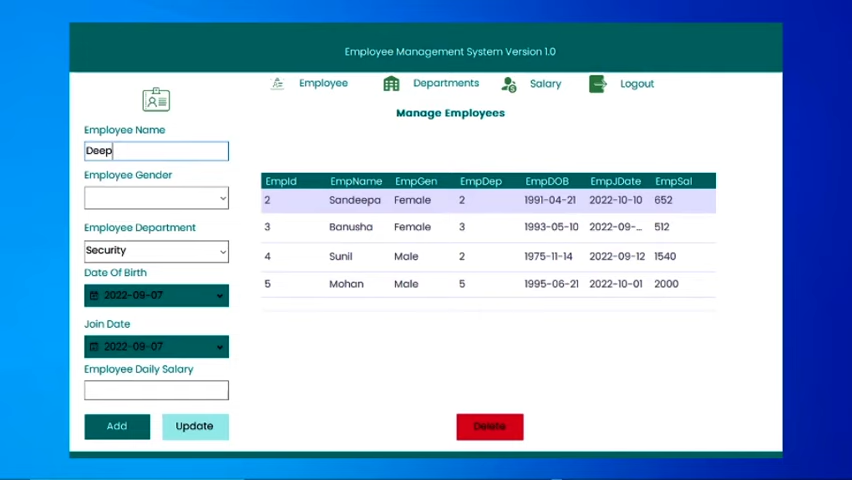 Employee Management System Version 1.0
Employee Departments Salary Logout
Manage Employees
Employee Name
Deep
Employee Gender
Employee Department
Security
Date Of Birth
2022-09-07
Join Date
2022-09-07
Employee Daily Salary
Add Update
EmpId EmpName EmpGen EmpDep EmpDOB EmpJDate EmpSal
2 Sandeepa Female 2 1991-04-21 2022-10-10 652
3 Banusha Female 3 1993-05-10 2022-09-... 512
4 Sunil Male 2 1975-11-14 2022-09-12 1540
5 Mohan Male 5 1995-06-21 2022-10-01 2000
Delete